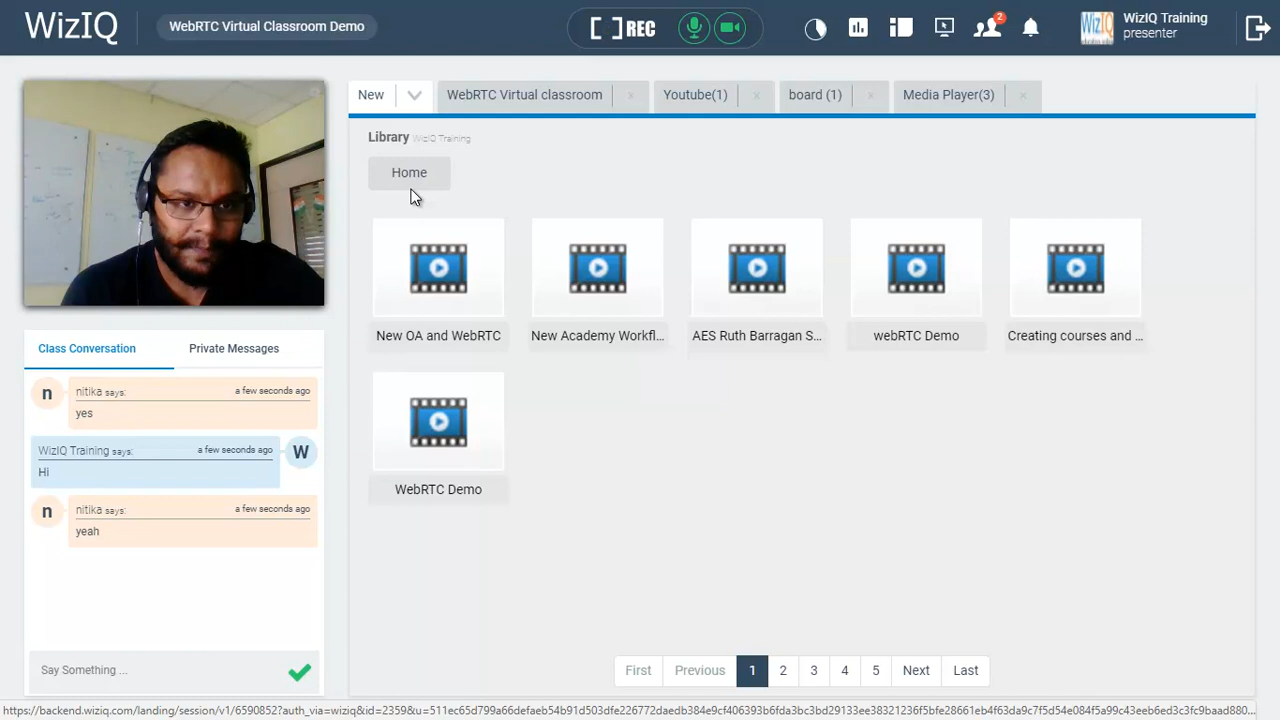 WizIQ
WebRTC Virtual Classroom Demo
REC
2
WizIQ Training
presenter
New
WebRTC Virtual classroom ×
Youtube(1) ×
board (1) ×
Media Player(3) ×
Library WizIQ Training
Home
New OA and WebRTC
New Academy Workfl...
AES Ruth Barragan S...
webRTC Demo
Creating courses and ...
WebRTC Demo
Class Conversation
Private Messages
n
nitika says:
a few seconds ago
yes
WizIQ Training says:
a few seconds ago
W
Hi
n
nitika says:
a few seconds ago
yeah
Say Something ...
First Previous 1 2 3 4 5 Next Last